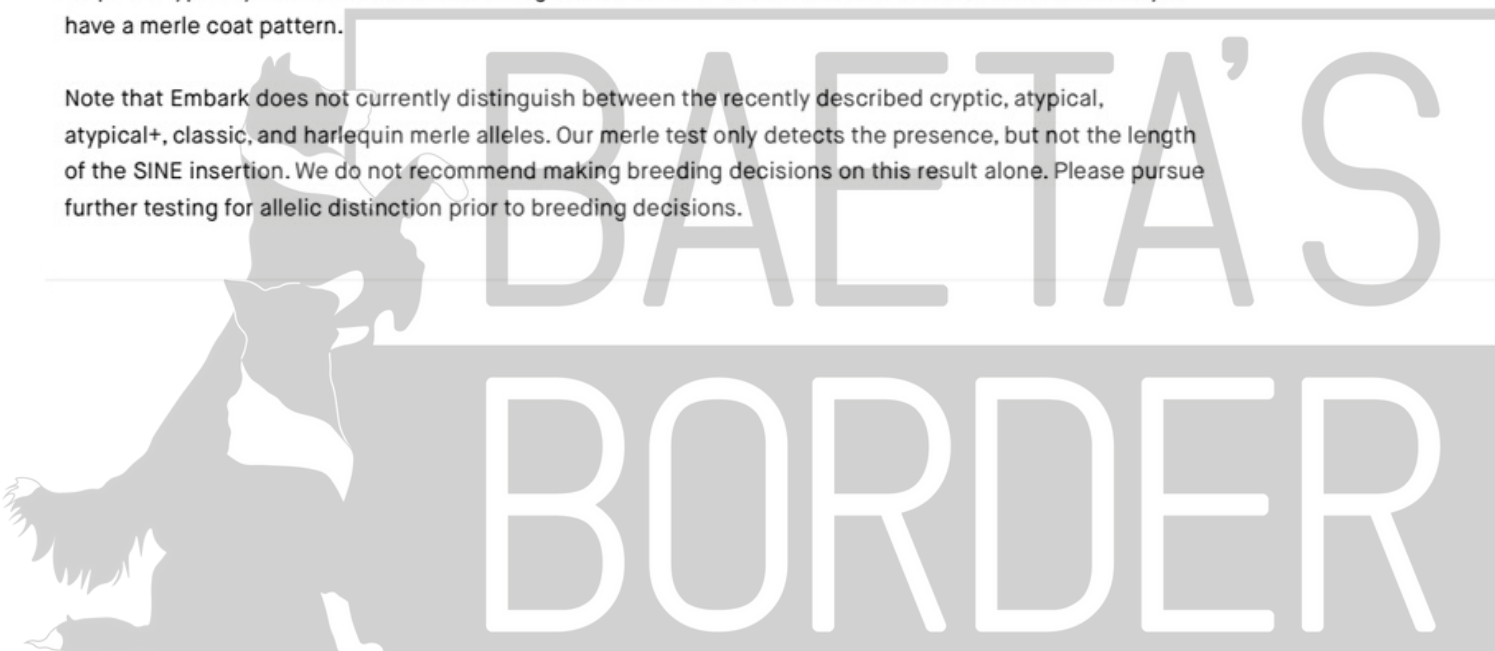 have a merle coat pattern.
Note that Embark does not currently distinguish between the recently described cryptic, atypical,
atypical+, classic, and harlequin merle alleles. Our merle test only detects the presence, but not the length
of the SINE insertion. We do not recommend making breeding decisions on this result alone. Please pursue
further testing for allelic distinction prior to breeding decisions.
BAETA'S
BORDER